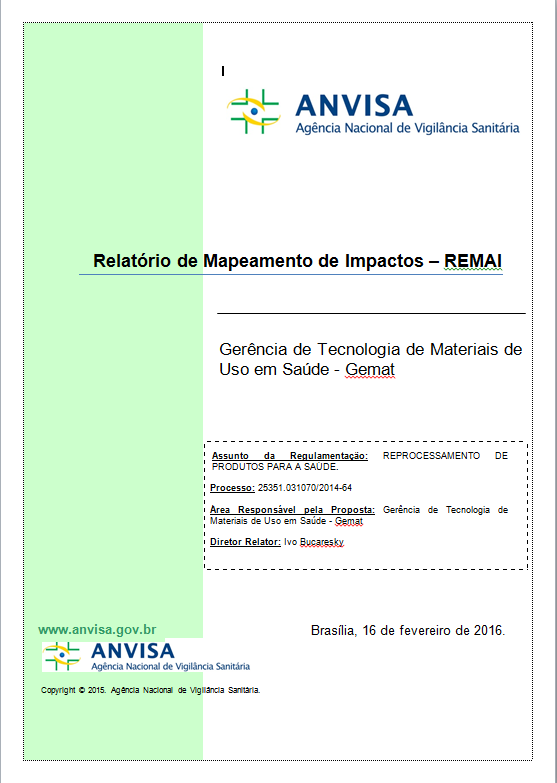 I
ANVISA
Agência Nacional de Vigilância Sanitária
Relatório de Mapeamento de Impactos – REMAI
Gerência de Tecnologia de Materiais de
Uso em Saúde - Gemat
Assunto da Regulamentação: REPROCESSAMENTO DE
PRODUTOS PARA A SAÚDE.
Processo: 25351.031070/2014-64
Área Responsável pela Proposta: Gerência de Tecnologia de
Materiais de Uso em Saúde - Gemat
Diretor Relator: Ivo Bucaresky
www.anvisa.gov.br
Brasília, 16 de fevereiro de 2016.
ANVISA
Agência Nacional de Vigilância Sanitária
Copyright © 2015. Agência Nacional de Vigilância Sanitária.